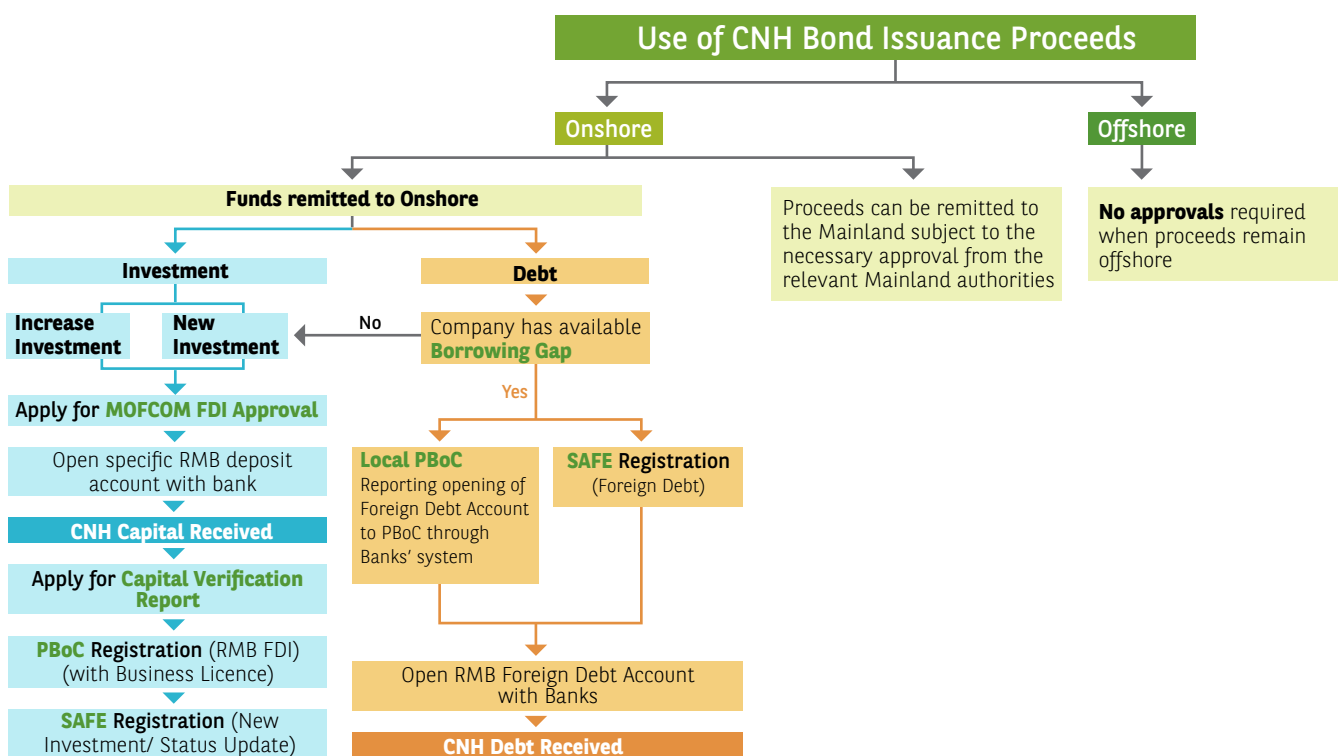 Use of CNH Bond Issuance Proceeds
Onshore
Offshore
Funds remitted to Onshore
Proceeds can be remitted to
the Mainland subject to the
necessary approval from the
relevant Mainland authorities
No approvals required
when proceeds remain
offshore
Investment
Debt
Increase
Investment
New
Investment
No
Company has available
Borrowing Gap
Yes
Apply for MOFCOM FDI Approval
Open specific RMB deposit
account with bank
CNH Capital Received
Apply for Capital Verification
Report
PBoC Registration (RMB FDI)
(with Business Licence)
SAFE Registration (New
Investment/ Status Update)
Local PBoC
Reporting opening of
Foreign Debt Account
to PBoC through
Banks’ system
SAFE Registration
(Foreign Debt)
Open RMB Foreign Debt Account
with Banks
CNH Debt Received